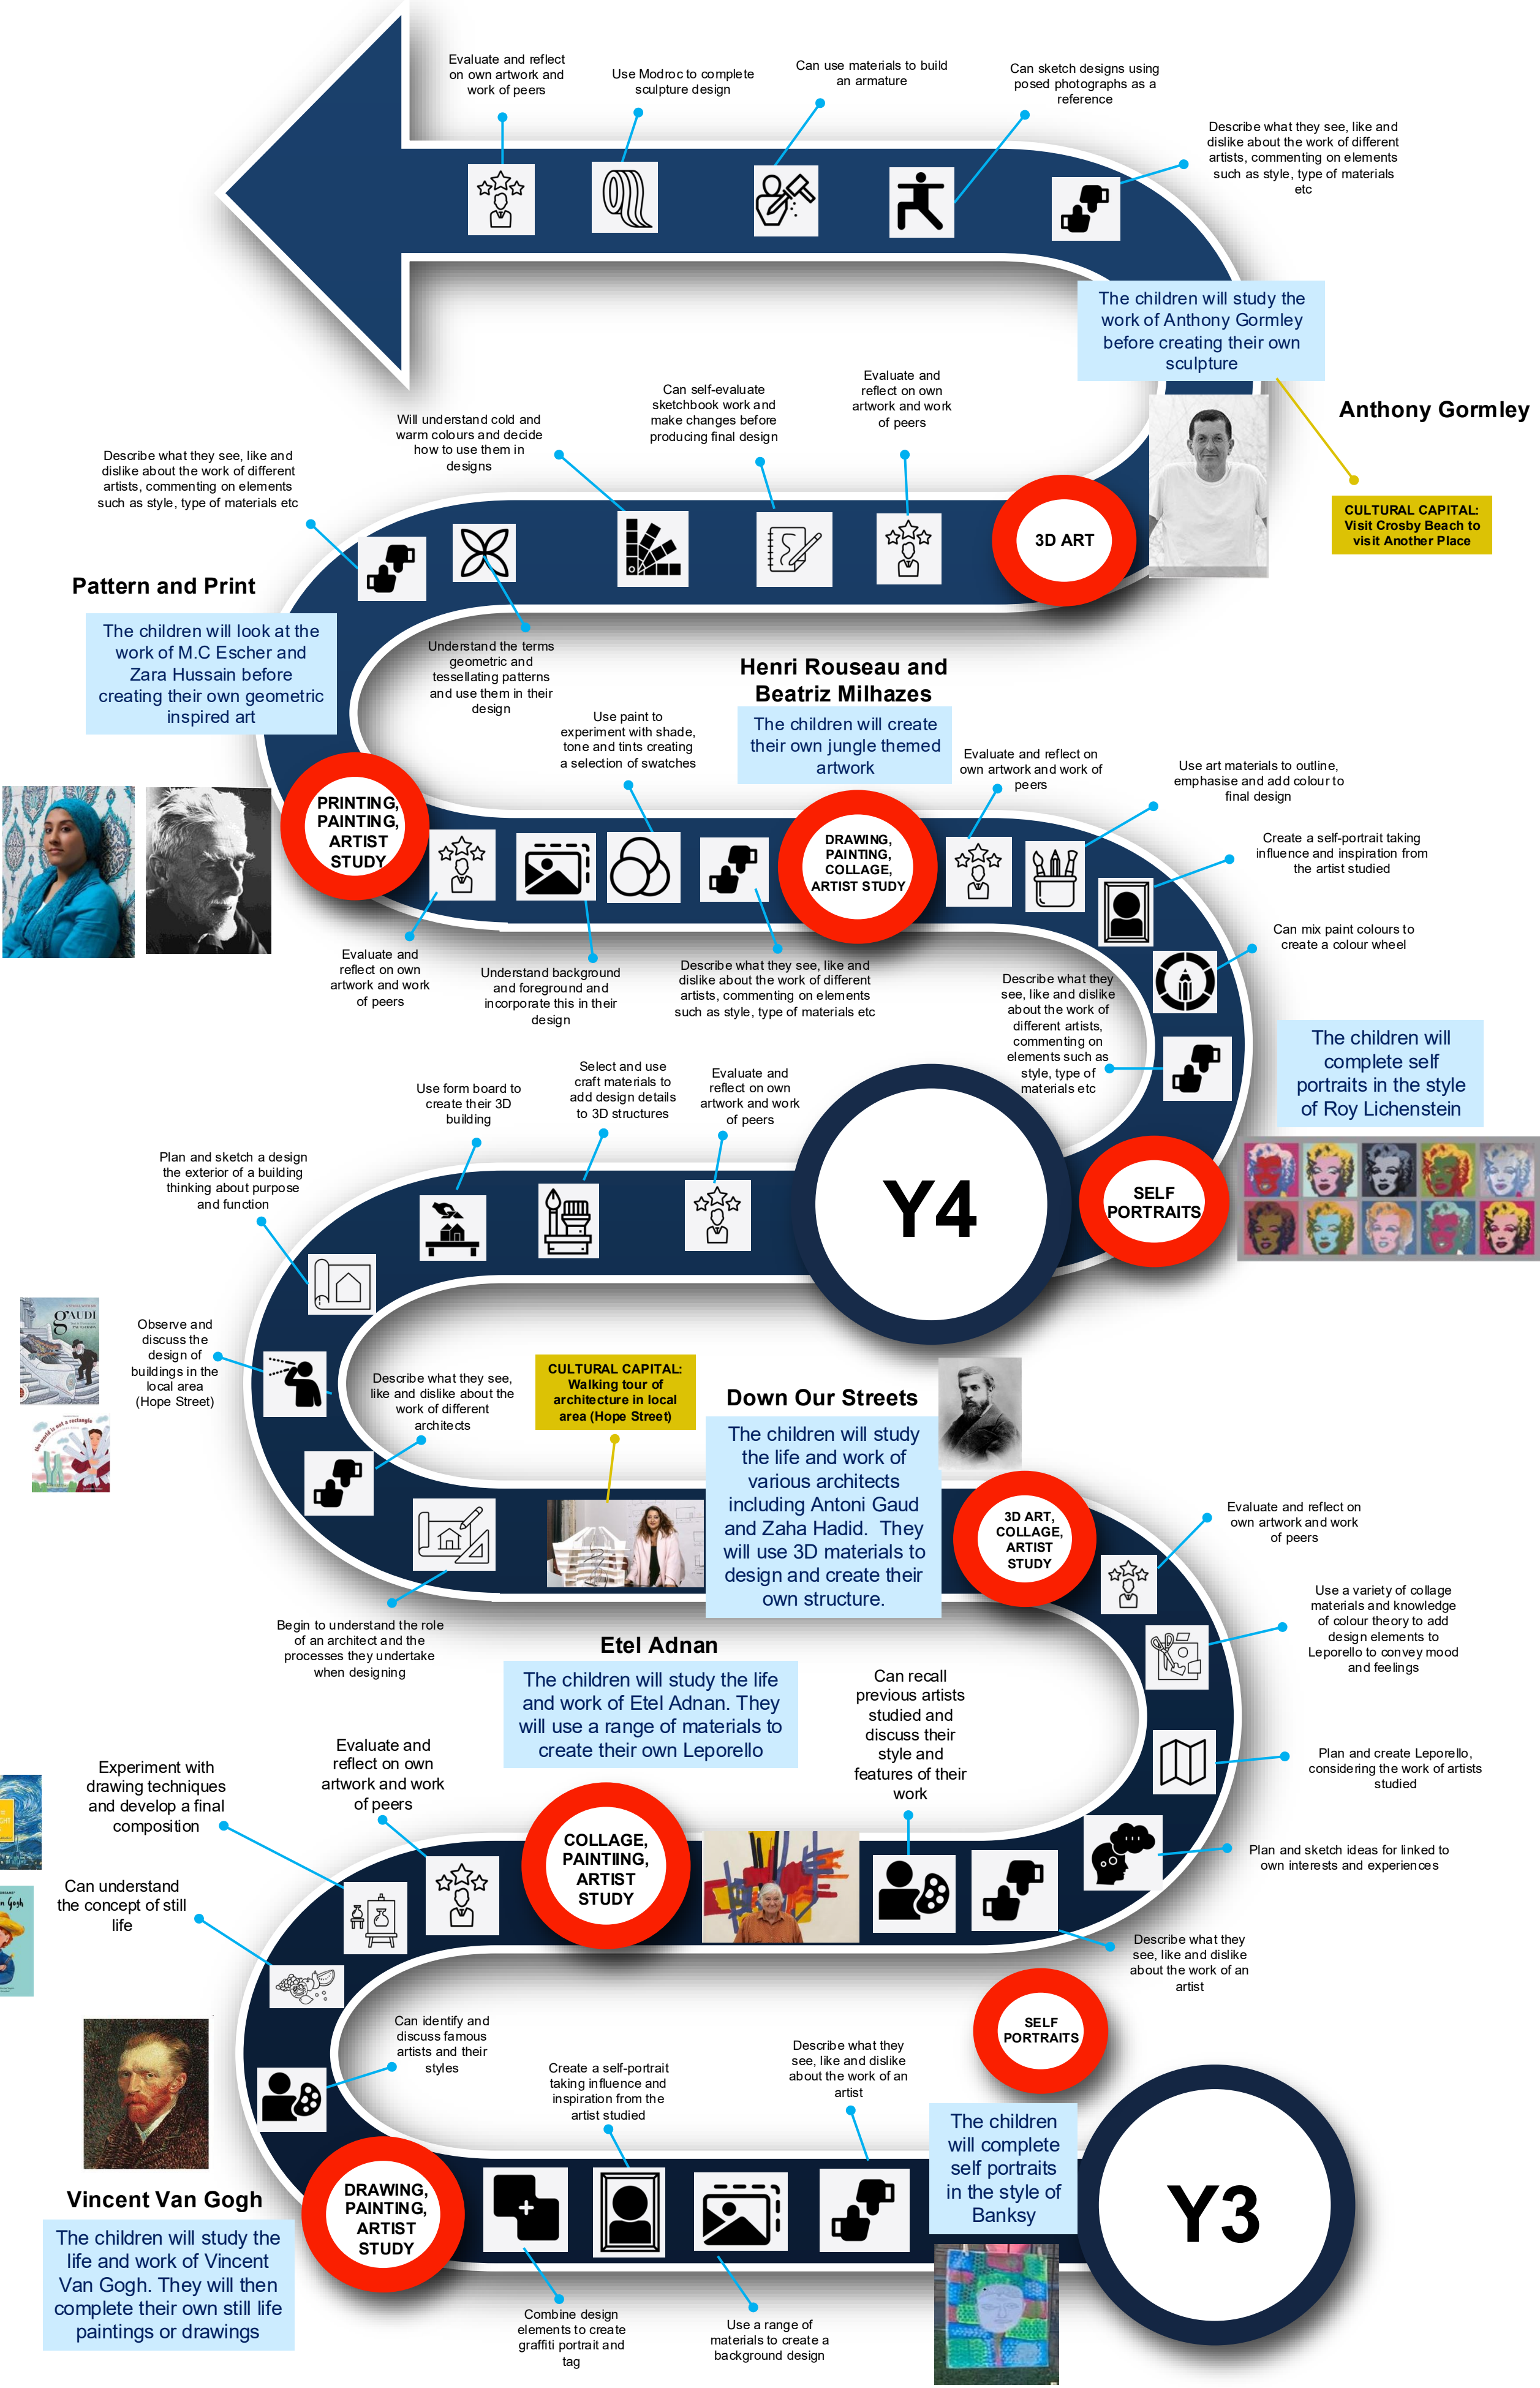 Evaluate and reflect
on own artwork and
work of peers
Use Modroc to complete
sculpture design
Can use materials to build
an armature
Can sketch designs using
posed photographs as a
reference
Describe what they see, like and
dislike about the work of different
artists, commenting on elements
such as style, type of materials
etc
The children will study the
work of Anthony Gormley
before creating their own
sculpture
Anthony Gormley
CULTURAL CAPITAL:
Visit Crosby Beach to
visit Another Place
3D ART
Evaluate and
reflect on own
artwork and work
of peers
Can self-evaluate
sketchbook work and
make changes before
producing final design
Will understand cold and
warm colours and decide
how to use them in
designs
Describe what they see, like and
dislike about the work of different
artists, commenting on elements
such as style, type of materials etc
Pattern and Print
The children will look at the
work of M.C Escher and
Zara Hussain before
creating their own geometric
inspired art
Understand the terms
geometric and
tessellating patterns
and use them in their
design
PRINTING,
PAINTING,
ARTIST
STUDY
Henri Rouseau and
Beatriz Milhazes
The children will create
their own jungle themed
artwork
Use paint to
experiment with shade,
tone and tints creating
a selection of swatches
DRAWING,
PAINTING,
COLLAGE,
ARTIST STUDY
Evaluate and reflect on
own artwork and work of
peers
Use art materials to outline,
emphasise and add colour to
final design
Create a self-portrait taking
influence and inspiration from
the artist studied
Can mix paint colours to
create a colour wheel
Evaluate and
reflect on own
artwork and work
of peers
Understand background
and foreground and
incorporate this in their
design
Describe what they see, like and
dislike about the work of different
artists, commenting on elements
such as style, type of materials etc
Describe what they
see, like and dislike
about the work of
different artists,
commenting on
elements such as
style, type of
materials etc
The children will
complete self
portraits in the style
of Roy Lichenstein
SELF
PORTRAITS
Y4
Evaluate and
reflect on own
artwork and work
of peers
Select and use
craft materials to
add design details
to 3D structures
Use form board to
create their 3D
building
Plan and sketch a design
the exterior of a building
thinking about purpose
and function
gAUDI
the world is not a rectangle
Observe and
discuss the
design of
buildings in the
local area
(Hope Street)
Describe what they see,
like and dislike about the
work of different
architects
CULTURAL CAPITAL:
Walking tour of
architecture in local
area (Hope Street)
Down Our Streets
The children will study
the life and work of
various architects
including Antoni Gaud
and Zaha Hadid. They
will use 3D materials to
design and create their
own structure.
3D ART,
COLLAGE,
ARTIST
STUDY
Begin to understand the role
of an architect and the
processes they undertake
when designing
Evaluate and reflect on
own artwork and work
of peers
Use a variety of collage
materials and knowledge
of colour theory to add
design elements to
Leporello to convey mood
and feelings
Plan and create Leporello,
considering the work of artists
studied
Plan and sketch ideas for linked to
own interests and experiences
Etel Adnan
The children will study the life
and work of Etel Adnan. They
will use a range of materials to
create their own Leporello
Can recall
previous artists
studied and
discuss their
style and
features of their
work
Describe what they
see, like and dislike
about the work of an
artist
COLLAGE,
PAINTIING,
ARTIST
STUDY
Evaluate and
reflect on own
artwork and work
of peers
Experiment with
drawing techniques
and develop a final
composition
Can understand
the concept of still
life
Can identify and
discuss famous
artists and their
styles
Vincent Van Gogh
The children will study the
life and work of Vincent
Van Gogh. They will then
complete their own still life
paintings or drawings
DRAWING,
PAINTING,
ARTIST
STUDY
Create a self-portrait
taking influence and
inspiration from the
artist studied
Describe what they
see, like and dislike
about the work of an
artist
SELF
PORTRAITS
The children
will complete
self portraits
in the style of
Banksy
Y3
Combine design
elements to create
graffiti portrait and
tag
Use a range of
materials to create a
background design